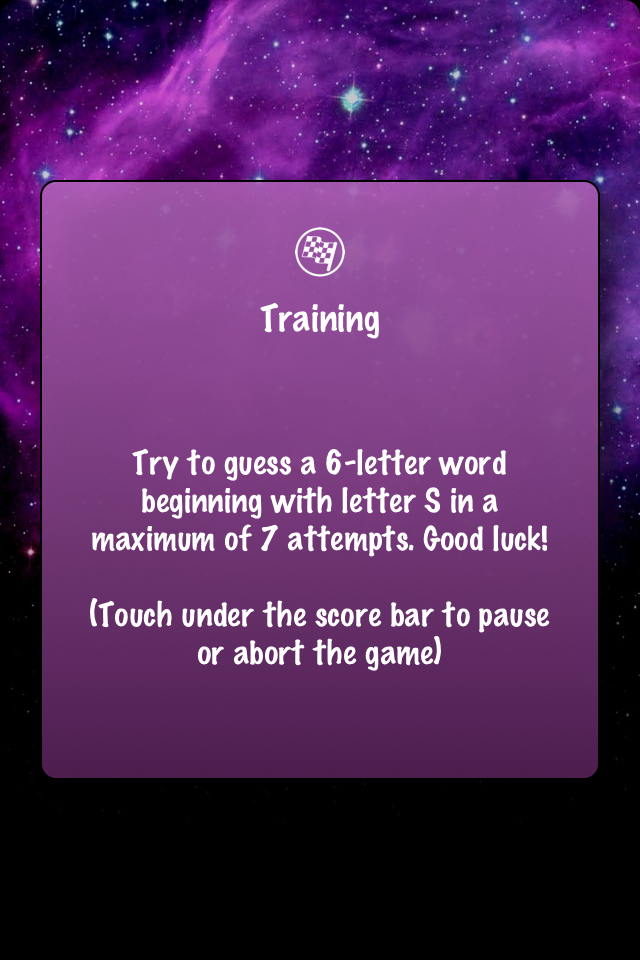 Training
Try to guess a 6-letter word
beginning with letter S in a
maximum of 7 attempts. Good luck!
(Touch under the score bar to pause
or abort the game)